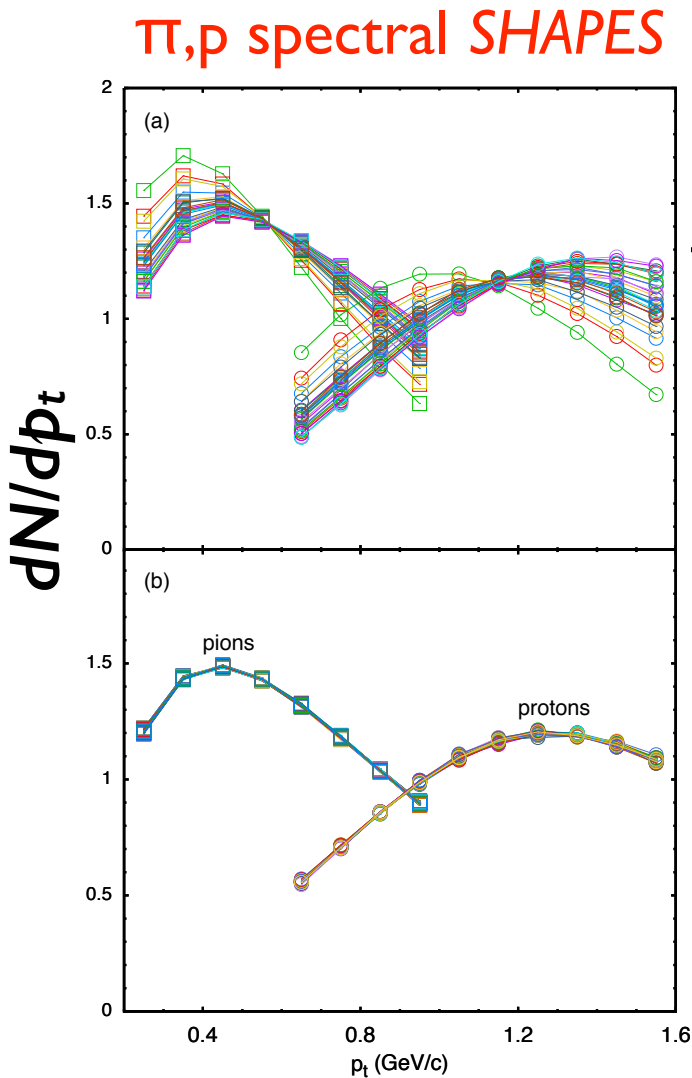 π,p spectral SHAPES
2
(a)
1.5
1
0.5
0
dN/dpt
(b)
pions
1.5
protons
1
0.5
0
0.4
0.8
1.2
1.6
pt (GeV/c)